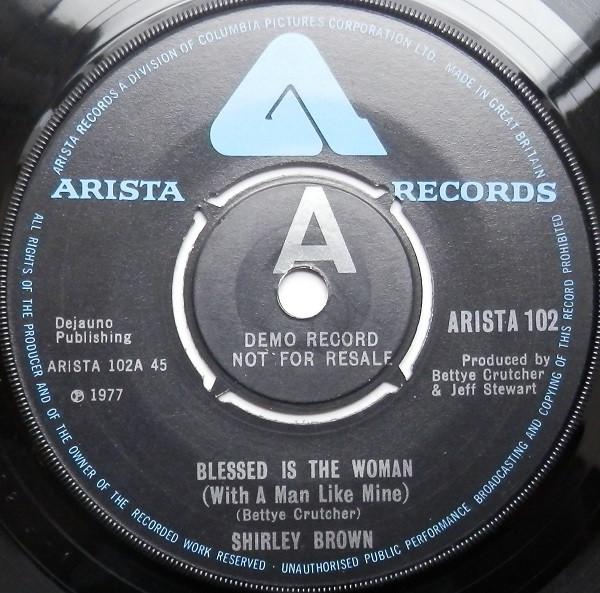 ARISTA RECORDS A DIVISION OF COLUMBIA PICTURES CORPORATION LTD. MADE IN GREAT BRITAIN
ARISTA RECORDS
A
DEMO RECORD
NOT FOR RESALE
Dejauno
Publishing
ARISTA 102A 45
℗ 1977
ARISTA 102
Produced by
Bettye Crutcher
& Jeff Stewart
BLESSED IS THE WOMAN
(With A Man Like Mine)
(Bettye Crutcher)
SHIRLEY BROWN
ALL RIGHTS OF THE PRODUCER AND OF THE OWNER OF THE RECORDED WORK RESERVED · UNAUTHORISED PUBLIC PERFORMANCE BROADCASTING AND COPYING OF THIS RECORD PROHIBITED